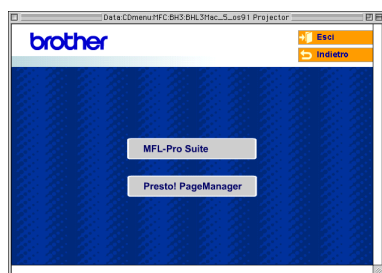 Data:CDmenu:MFC:BH3:BHL3Mac_5_os91 Projector
brother
Esci
Indietro
MFL-Pro Suite
Presto! PageManager